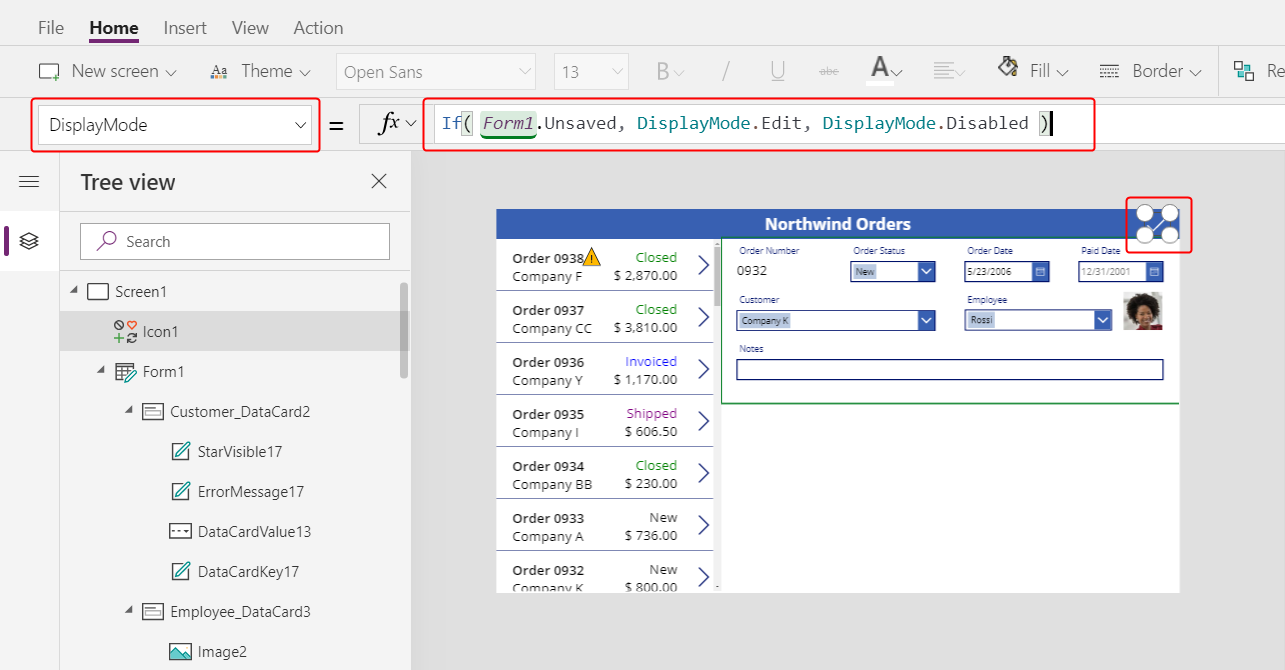 File Home Insert View Action
New screen Aa Theme Open Sans 13 B / U abc A Fill Border Re
DisplayMode = fx If( Form1.Unsaved, DisplayMode.Edit, DisplayMode.Disabled )
Tree view
Search
Screen1
Icon1
Form1
Customer_DataCard2
StarVisible17
ErrorMessage17
DataCardValue13
DataCardKey17
Employee_DataCard3
Image2
Northwind Orders
Order 0938 Closed
Company F $ 2,870.00
Order 0937 Closed
Company CC $ 3,810.00
Order 0936 Invoiced
Company Y $ 1,170.00
Order 0935 Shipped
Company I $ 606.50
Order 0934 Closed
Company BB $ 230.00
Order 0933 New
Company A $ 736.00
Order 0932 New
Company K $ 800.00
Order Number Order Status Order Date Paid Date
0932 New 5/23/2006 12/31/2001
Customer Employee
Company K Rossi
Notes